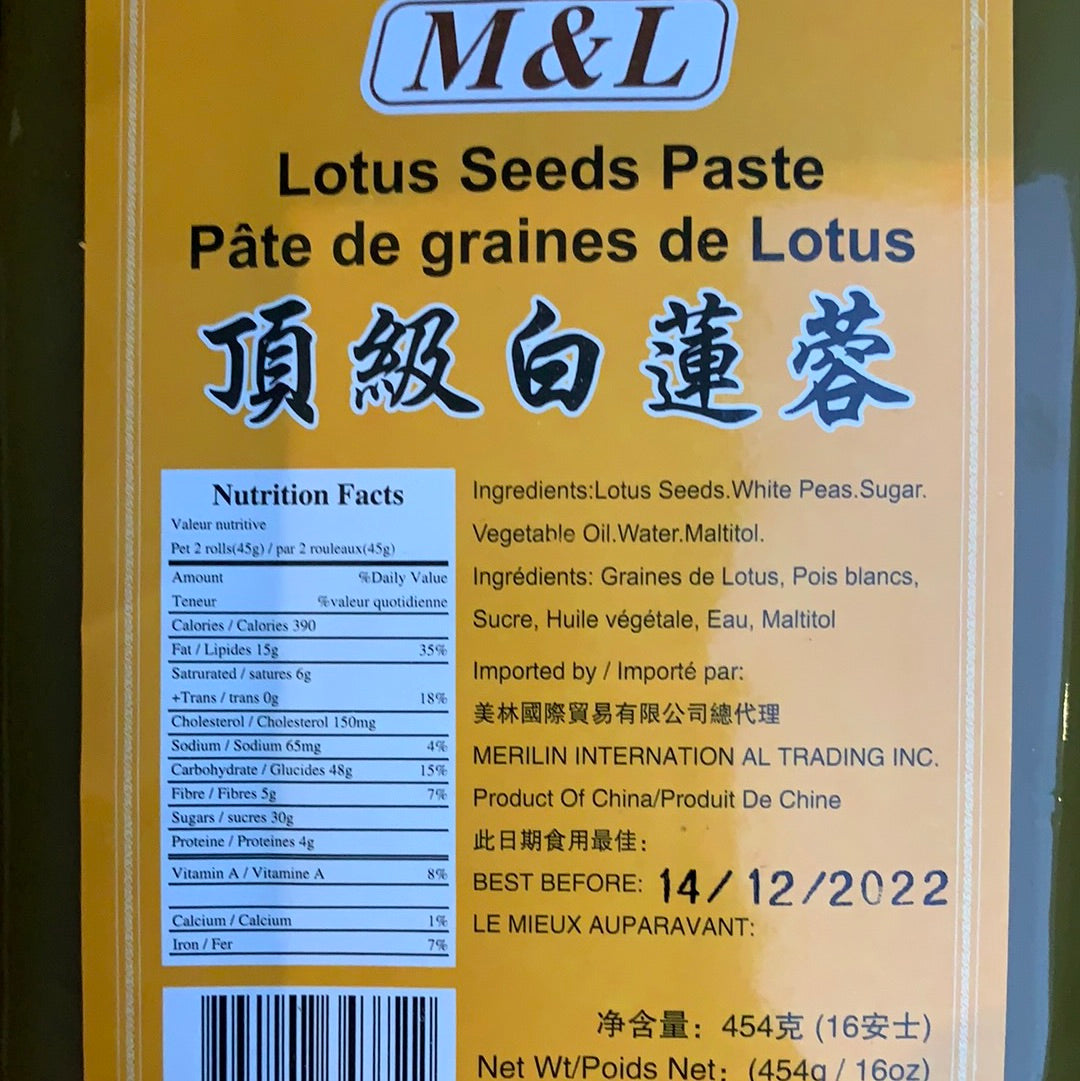 M&L
Lotus Seeds Paste
Pâte de graines de Lotus
頂級白蓮蓉
Nutrition Facts
Valeur nutritive
Pet 2 rolls(45g) / par 2 rouleaux(45g)
Amount %Daily Value
Teneur %valeur quotidienne
Calories / Calories 390
Fat / Lipides 15g 35%
Satrurated / satures 6g
+Trans / trans 0g 18%
Cholesterol / Cholesterol 150mg
Sodium / Sodium 65mg 4%
Carbohydrate / Glucides 48g 15%
Fibre / Fibres 5g 7%
Sugars / sucres 30g
Proteine / Proteines 4g
Vitamin A / Vitamine A 8%
Calcium / Calcium 1%
Iron / Fer 7%
Ingredients:Lotus Seeds.White Peas.Sugar.
Vegetable Oil.Water.Maltitol.
Ingrédients: Graines de Lotus, Pois blancs,
Sucre, Huile végétale, Eau, Maltitol
Imported by / Importé par:
美林國際貿易有限公司總代理
MERILIN INTERNATION AL TRADING INC.
Product Of China/Produit De Chine
此日期食用最佳:
BEST BEFORE: 14/12/2022
LE MIEUX AUPARAVANT:
净含量: 454克 (16安士)
Net Wt/Poids Net: (454g / 16oz)